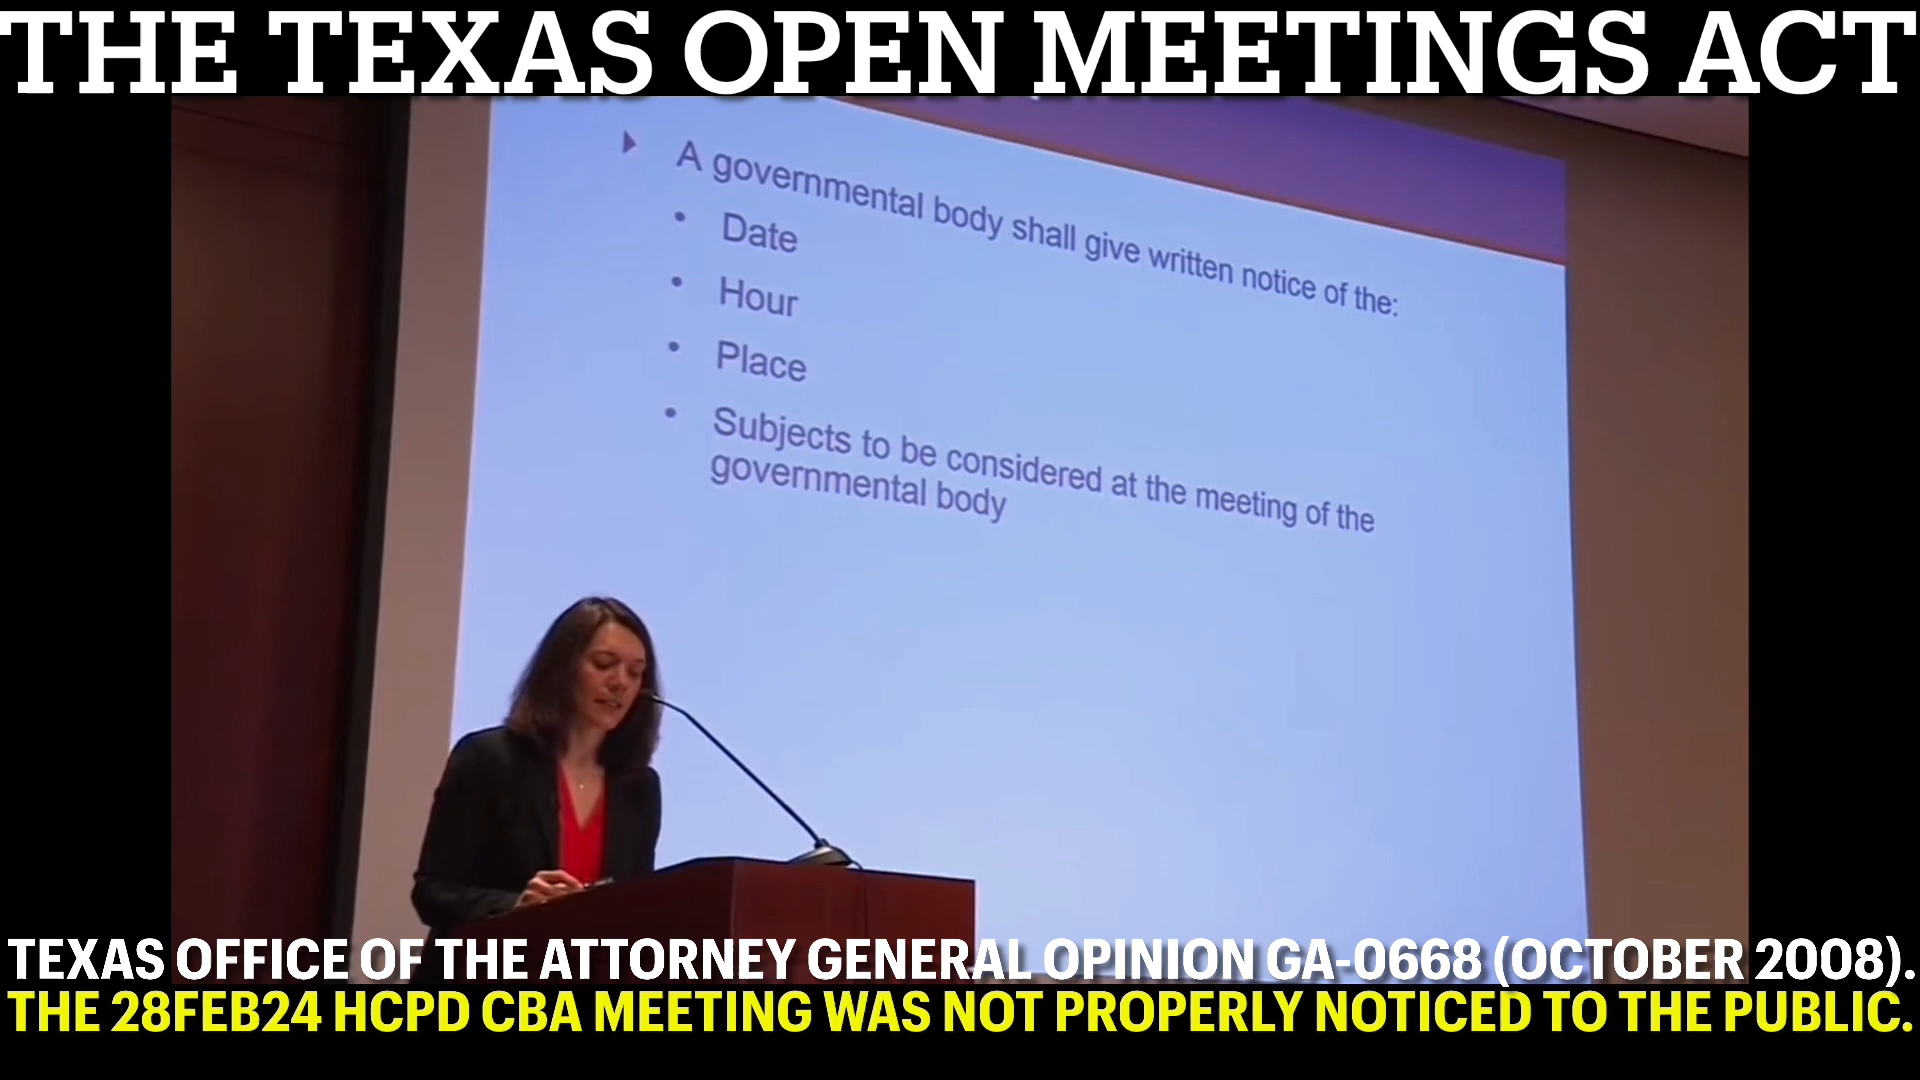 THE TEXAS OPEN MEETINGS ACT
A governmental body shall give written notice of the:
• Date
• Hour
• Place
• Subjects to be considered at the meeting of the
governmental body
TEXAS OFFICE OF THE ATTORNEY GENERAL OPINION GA-0668 (OCTOBER 2008).
THE 28FEB24 HCPD CBA MEETING WAS NOT PROPERLY NOTICED TO THE PUBLIC.